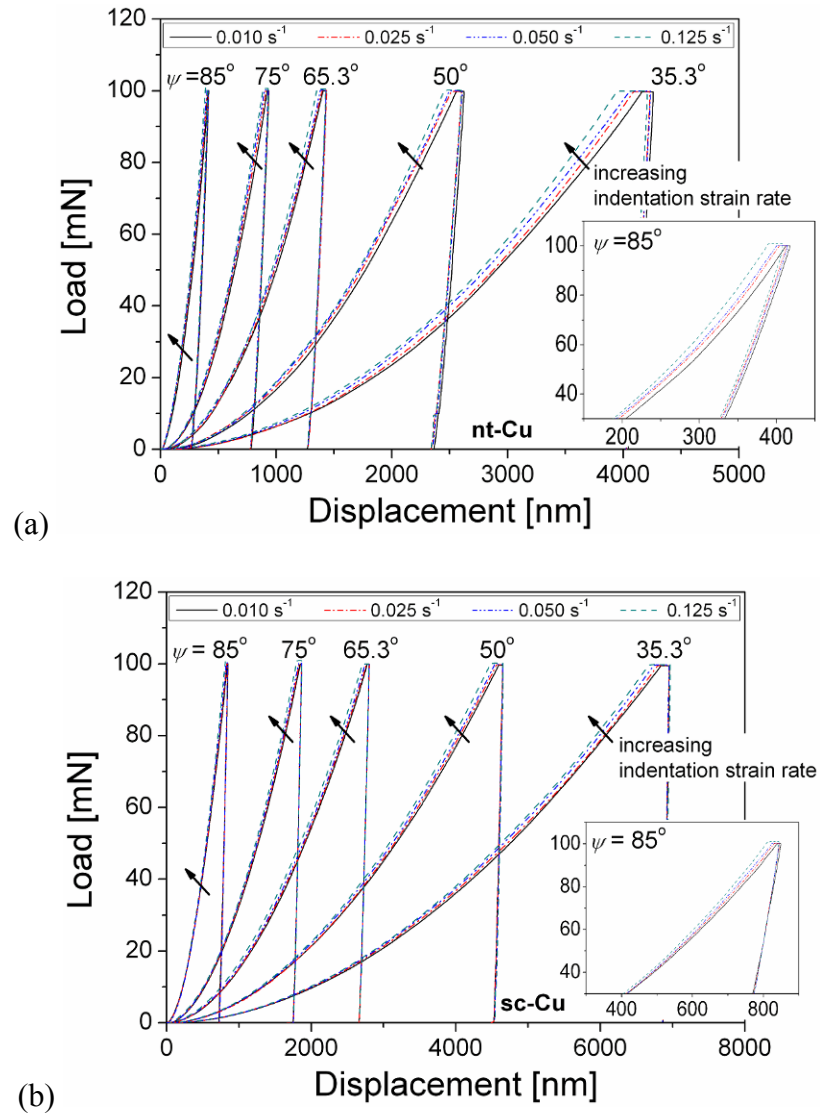 120
100
80
60
40
20
0
Load [mN]
0.010 s⁻¹ 0.025 s⁻¹ 0.050 s⁻¹ 0.125 s⁻¹
ψ =85° 75° 65.3° 50° 35.3°
increasing
indentation strain rate
ψ =85°
100
80
60
40
200 300 400
nt-Cu
0 1000 2000 3000 4000 5000
Displacement [nm]
(a)
120
100
80
60
40
20
0
Load [mN]
0.010 s⁻¹ 0.025 s⁻¹ 0.050 s⁻¹ 0.125 s⁻¹
ψ = 85° 75° 65.3° 50° 35.3°
increasing
indentation strain rate
ψ = 85°
100
80
60
40
400 600 800
sc-Cu
0 2000 4000 6000 8000
Displacement [nm]
(b)